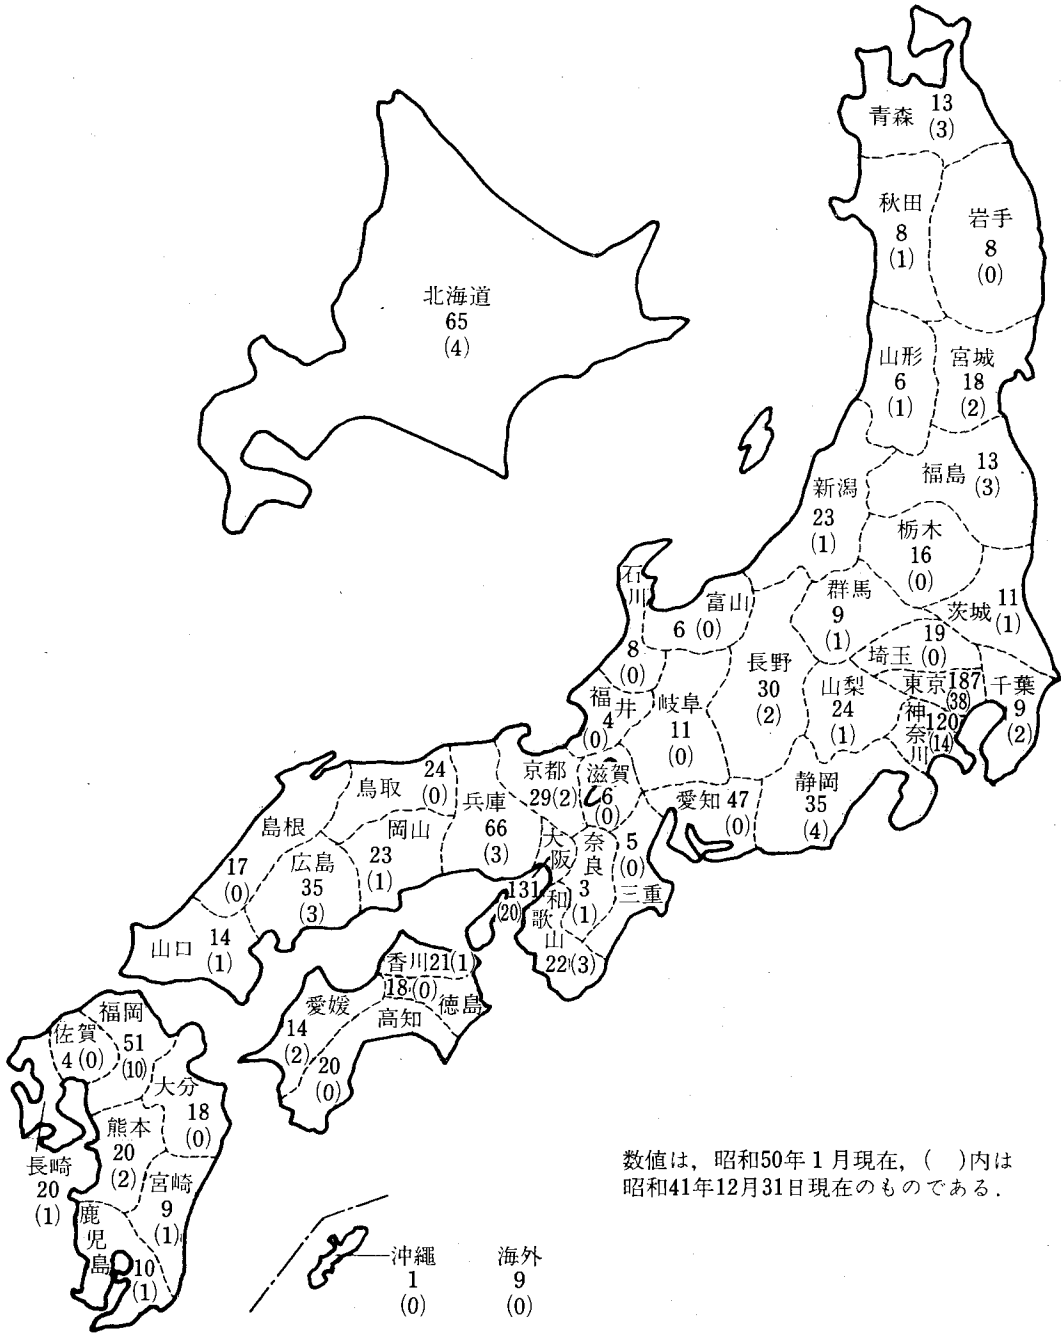 青森 13
(3)
秋田
8
(1)
岩手
8
(0)
北海道
65
(4)
山形
6
(1)
宮城
18
(2)
福島 13
(3)
新潟
23
(1)
栃木
16
(0)
群馬
9
(1)
茨城 11
(1)
埼玉 19
(0)
東京187
(38)
千葉
9
(2)
神奈川 120
(14)
山梨
24
(1)
長野
30
(2)
静岡
35
(4)
石川
8
(0)
富山
6 (0)
福井
4
(0)
岐阜
11
(0)
愛知 47
(0)
滋賀
6
(0)
京都
29(2)
兵庫
66
(3)
大阪
131
(20)
奈良
3
(1)
5
(0)
三重
和歌山
22(3)
鳥取 24
(0)
島根
17
(0)
岡山
23
(1)
広島
35
(3)
山口 14
(1)
香川21(1)
18(0)
徳島
愛媛
14
(2)
高知
20
(0)
福岡
51
(10)
佐賀
4 (0)
大分
18
(0)
熊本
20
(2)
長崎
20
(1)
宮崎
9
(1)
鹿児島
10
(1)
沖縄
1
(0)
海外
9
(0)
数値は，昭和50年1月現在，( )内は
昭和41年12月31日現在のものである．